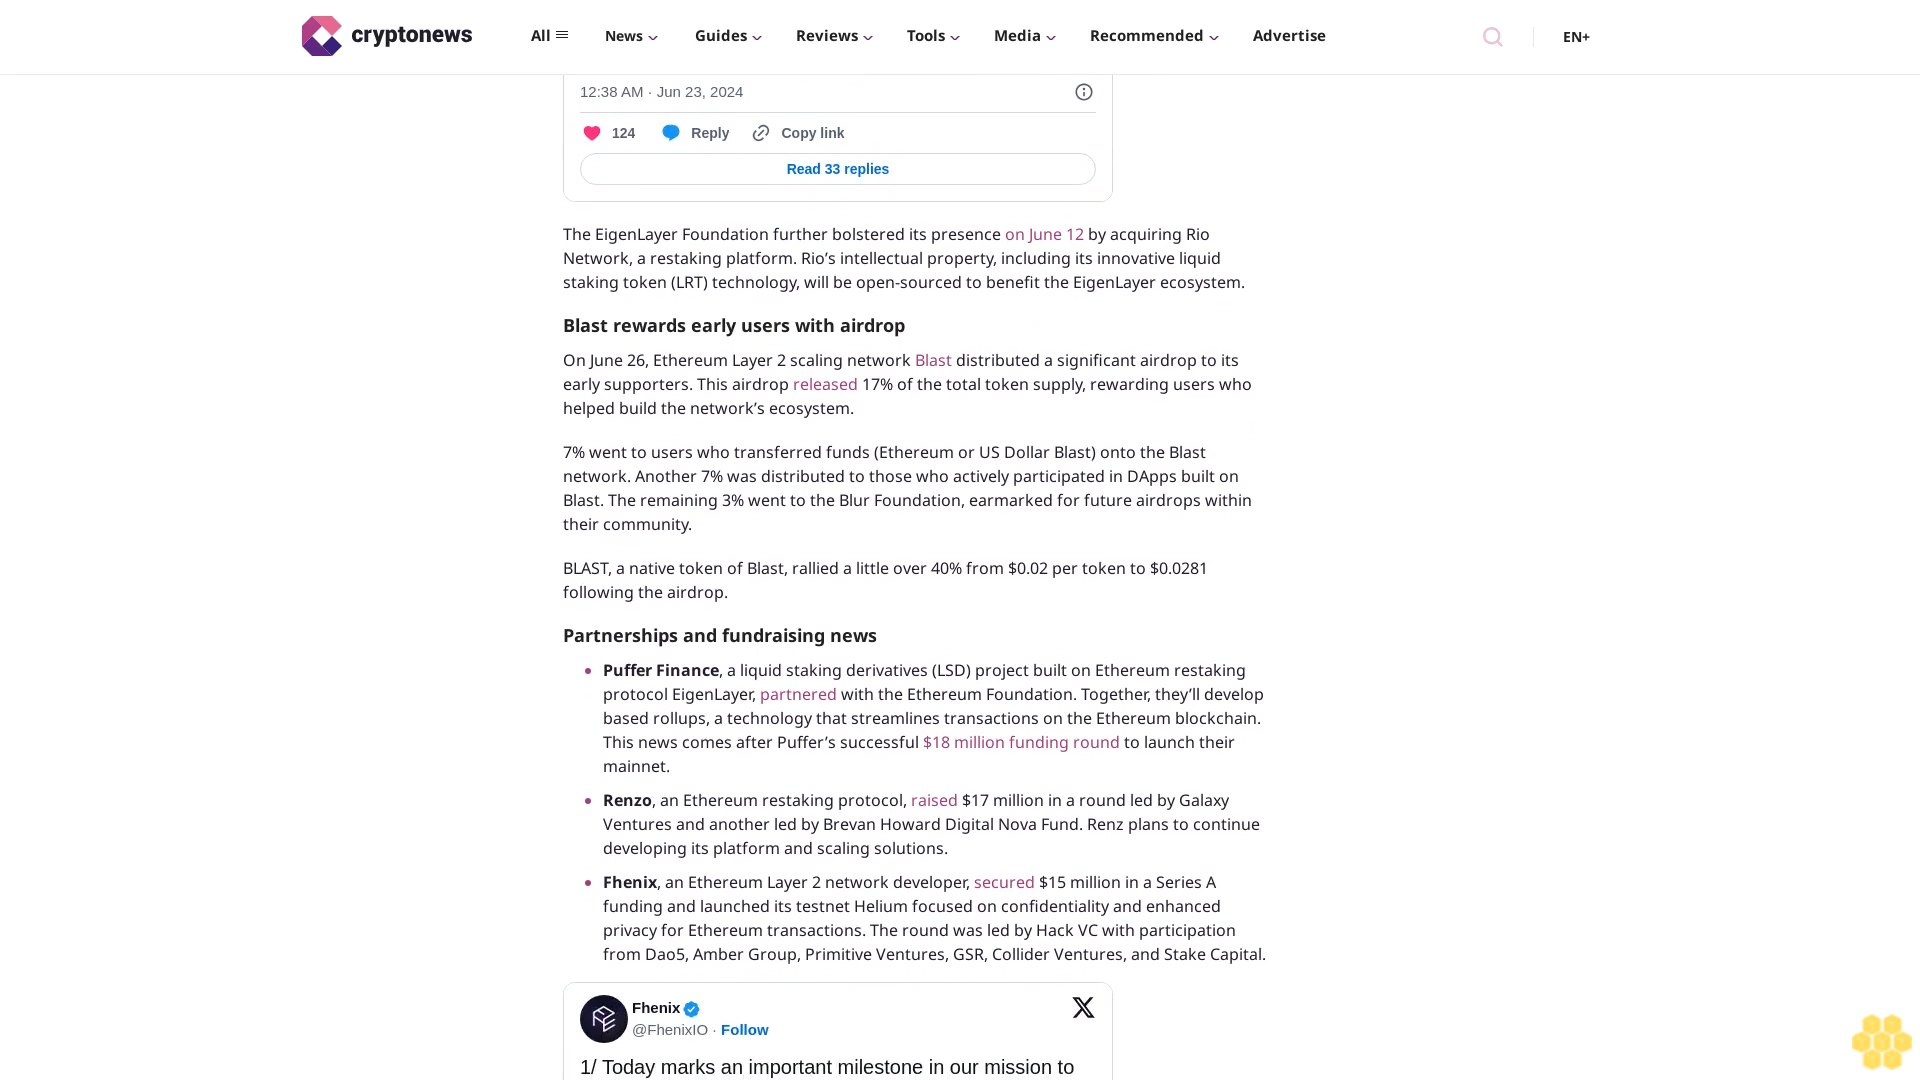 cryptonews
All
News
Guides
Reviews
Tools
Media
Recommended
Advertise
EN+
12:38 AM · Jun 23, 2024
124
Reply
Copy link
Read 33 replies
The EigenLayer Foundation further bolstered its presence on June 12 by acquiring Rio
Network, a restaking platform. Rio’s intellectual property, including its innovative liquid
staking token (LRT) technology, will be open-sourced to benefit the EigenLayer ecosystem.
Blast rewards early users with airdrop
On June 26, Ethereum Layer 2 scaling network Blast distributed a significant airdrop to its
early supporters. This airdrop released 17% of the total token supply, rewarding users who
helped build the network’s ecosystem.
7% went to users who transferred funds (Ethereum or US Dollar Blast) onto the Blast
network. Another 7% was distributed to those who actively participated in DApps built on
Blast. The remaining 3% went to the Blur Foundation, earmarked for future airdrops within
their community.
BLAST, a native token of Blast, rallied a little over 40% from $0.02 per token to $0.0281
following the airdrop.
Partnerships and fundraising news
Puffer Finance, a liquid staking derivatives (LSD) project built on Ethereum restaking
protocol EigenLayer, partnered with the Ethereum Foundation. Together, they’ll develop
based rollups, a technology that streamlines transactions on the Ethereum blockchain.
This news comes after Puffer’s successful $18 million funding round to launch their
mainnet.
Renzo, an Ethereum restaking protocol, raised $17 million in a round led by Galaxy
Ventures and another led by Brevan Howard Digital Nova Fund. Renz plans to continue
developing its platform and scaling solutions.
Fhenix, an Ethereum Layer 2 network developer, secured $15 million in a Series A
funding and launched its testnet Helium focused on confidentiality and enhanced
privacy for Ethereum transactions. The round was led by Hack VC with participation
from Dao5, Amber Group, Primitive Ventures, GSR, Collider Ventures, and Stake Capital.
Fhenix
@FhenixIO · Follow
1/ Today marks an important milestone in our mission to